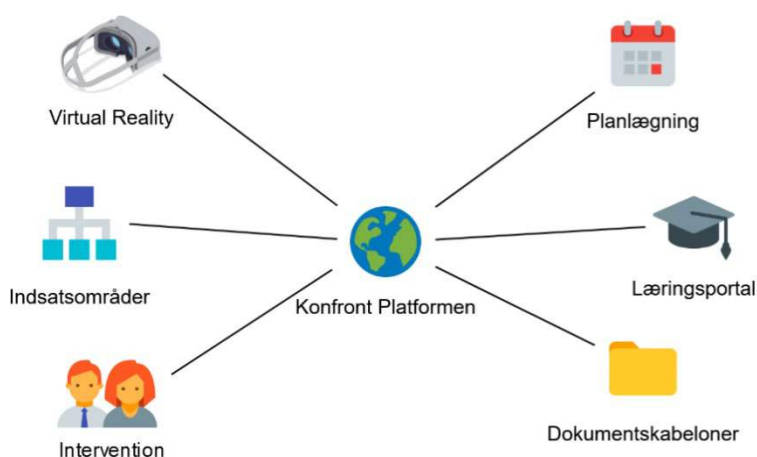 Virtual Reality
Planlægning
Indsatsområder
Konfront Platformen
Læringsportal
Intervention
Dokumentskabeloner